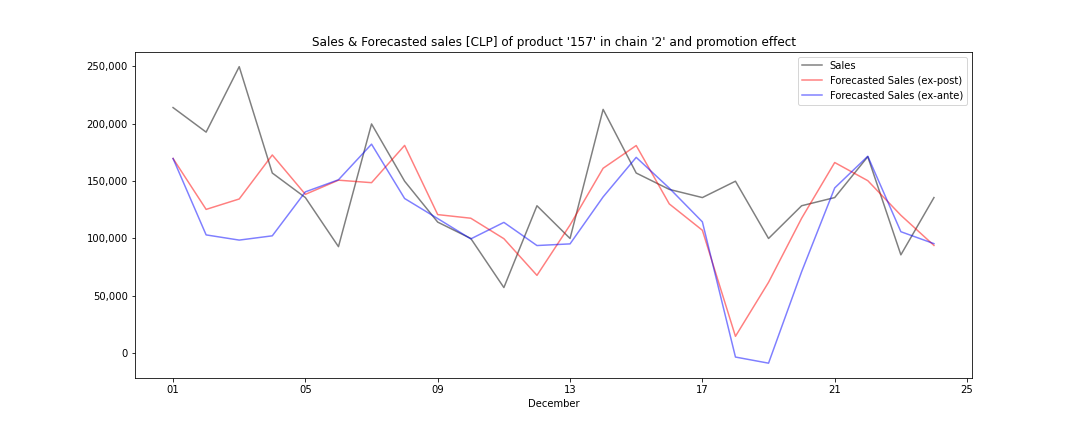 Sales & Forecasted sales [CLP] of product '157' in chain '2' and promotion effect
Sales
Forecasted Sales (ex-post)
Forecasted Sales (ex-ante)
250,000
200,000
150,000
100,000
50,000
0
01 05 09 13 17 21 25
December